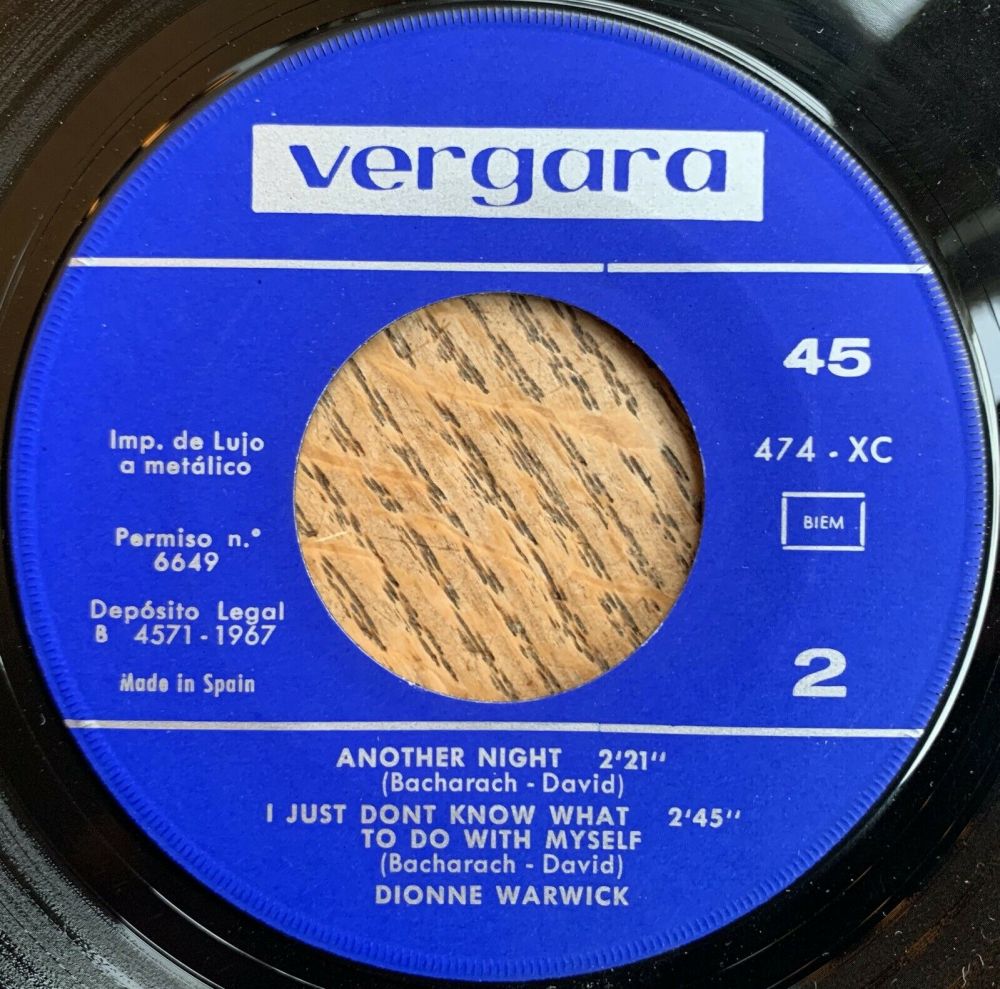 vergara
45
474 - XC
BIEM
2
Imp. de Lujo
a metálico
Permiso n.º
6649
Depósito Legal
B 4571-1967
Made in Spain
ANOTHER NIGHT 2'21"
(Bacharach - David)
I JUST DONT KNOW WHAT 2'45"
TO DO WITH MYSELF
(Bacharach - David)
DIONNE WARWICK